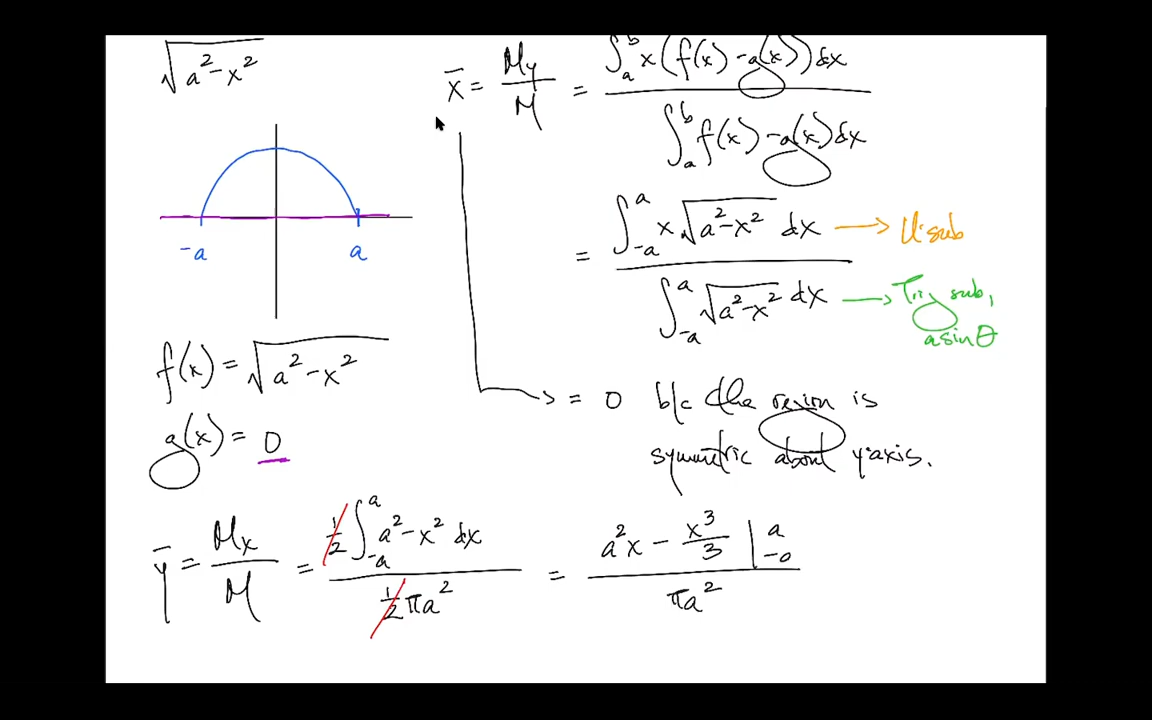 √(a²-x²)
x̄ = My/M = ∫ₐᵇ x(f(x)-g(x))dx / ∫ₐᵇ f(x)-g(x)dx
= ∫₋ₐᵃ x√(a²-x²) dx / ∫₋ₐᵃ √(a²-x²) dx
→ U-sub
→ Trig sub,
asinθ
-a a
f(x) = √(a²-x²)
g(x) = 0
= 0 b/c the region is
symmetric about y-axis.
ȳ = Mx/M = ½∫₋ₐᵃ a²-x² dx / ½πa² = a²x - x³/3 |₋ₐᵃ / πa²